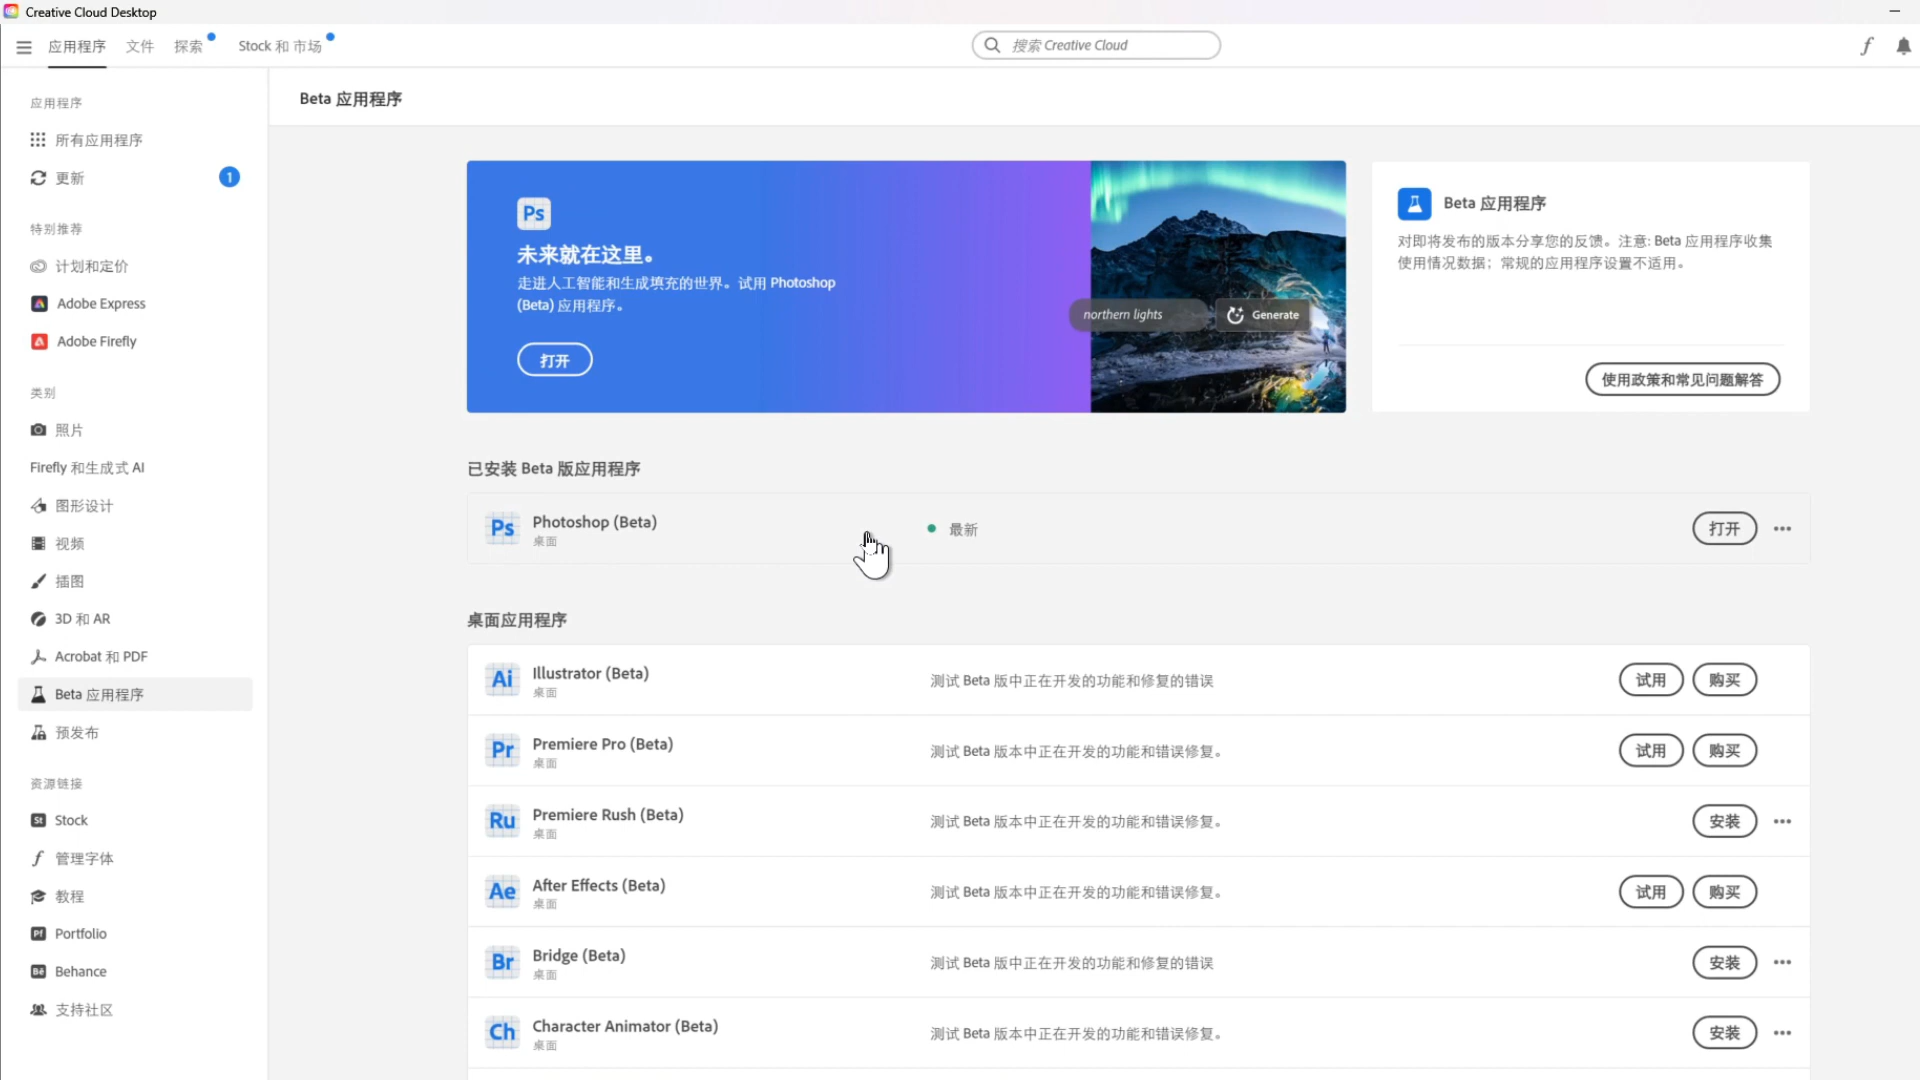 Creative Cloud Desktop
应用程序
文件
探索
Stock 和 市场
搜索 Creative Cloud
应用程序
所有应用程序
更新
1
特别推荐
计划和定价
Adobe Express
Adobe Firefly
类别
照片
Firefly 和生成式 AI
图形设计
视频
插图
3D 和 AR
Acrobat 和 PDF
Beta 应用程序
预发布
资源链接
St Stock
管理字体
教程
Pf Portfolio
Bē Behance
支持社区
Beta 应用程序
Ps
未来就在这里。
走进人工智能和生成填充的世界。试用 Photoshop
(Beta) 应用程序。
打开
northern lights
Generate
Beta 应用程序
对即将发布的版本分享您的反馈。注意: Beta 应用程序收集
使用情况数据；常规的应用程序设置不适用。
使用政策和常见问题解答
已安装 Beta 版应用程序
Ps
Photoshop (Beta)
桌面
最新
打开
桌面应用程序
Ai
Illustrator (Beta)
桌面
测试 Beta 版中正在开发的功能和修复的错误
试用
购买
Pr
Premiere Pro (Beta)
桌面
测试 Beta 版本中正在开发的功能和错误修复。
试用
购买
Ru
Premiere Rush (Beta)
桌面
测试 Beta 版本中正在开发的功能和错误修复。
安装
Ae
After Effects (Beta)
桌面
测试 Beta 版本中正在开发的功能和错误修复。
试用
购买
Br
Bridge (Beta)
桌面
测试 Beta 版中正在开发的功能和修复的错误
安装
Ch
Character Animator (Beta)
桌面
测试 Beta 版本中正在开发的功能和错误修复。
安装